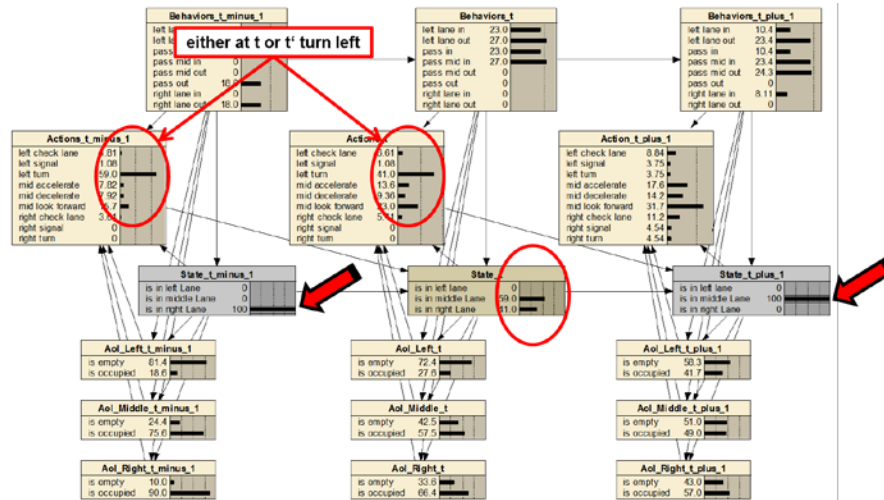 Behaviors_t_minus_1
left lane in
left lane out
pass in
pass mid in 0
pass mid out 0
pass out 18.
right lane in 0
right lane out 18.0
either at t or t‘ turn left
Behaviors_t
left lane in 23.0
left lane out 27.0
pass in 23.0
pass mid in 27.0
pass mid out 0
pass out 0
right lane in 0
right lane out 0
Behaviors_t_plus_1
left lane in 10.4
left lane out 23.4
pass in 10.4
pass mid in 23.4
pass mid out 24.3
pass out 0
right lane in 8.11
right lane out 0
Actions_t_minus_1
left check lane .81
left signal 1.08
left turn 59.0
mid accelerate 7.82
mid decelerate 7.92
mid look forward .7
right check lane 3.
right signal 0
right turn 0
Action
left check lane .61
left signal 1.08
left turn 41.0
mid accelerate 13.6
mid decelerate 9.36
mid look forward 3.0
right check lane
right signal 0
right turn 0
Action_t_plus_1
left check lane 8.84
left signal 3.75
left turn 3.75
mid accelerate 17.6
mid decelerate 14.2
mid look forward 31.7
right check lane 11.2
right signal 4.54
right turn 4.54
State_t_minus_1
is in left Lane 0
is in middle Lane 0
is in right Lane 100
State_
is in left lane 0
is in middle Lane 59.0
is in right Lane 41.0
State_t_plus_1
is in left Lane 0
is in middle Lane 100
is in right Lane 0
AoI_Left_t_minus_1
is empty 81.4
is occupied 18.6
AoI_Left_t
is empty 72.4
is occupied 27.6
AoI_Left_t_plus_1
is empty 58.3
is occupied 41.7
AoI_Middle_t_minus_1
is empty 24.4
is occupied 75.6
AoI_Middle_t
is empty 42.5
is occupied 57.5
AoI_Middle_t_plus_1
is empty 51.0
is occupied 49.0
AoI_Right_t_minus_1
is empty 10.0
is occupied 90.0
AoI_Right_t
is empty 33.6
is occupied 66.4
AoI_Right_t_plus_1
is empty 43.0
is occupied 57.0